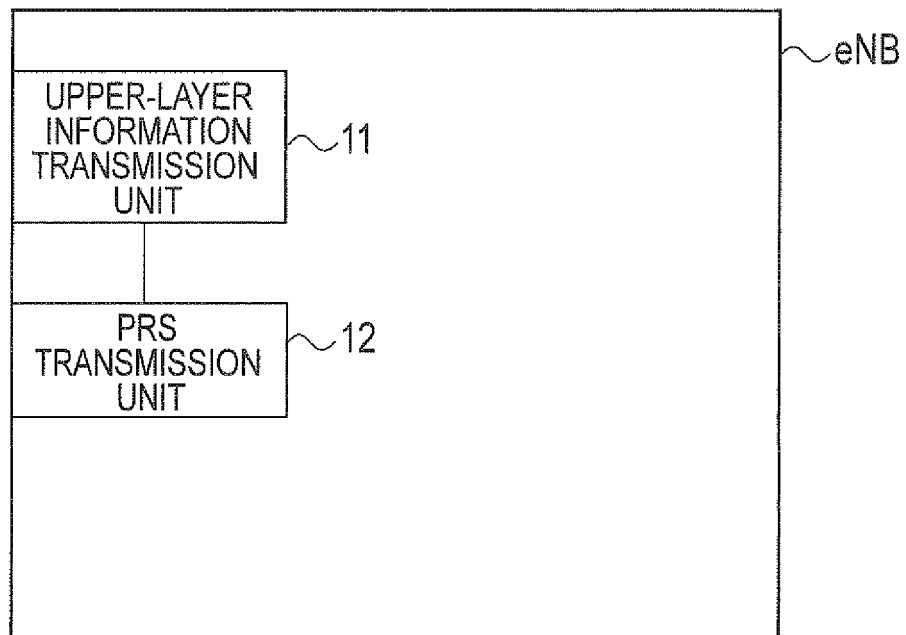 eNB
UPPER-LAYER
INFORMATION
TRANSMISSION
UNIT
11
PRS
TRANSMISSION
UNIT
12